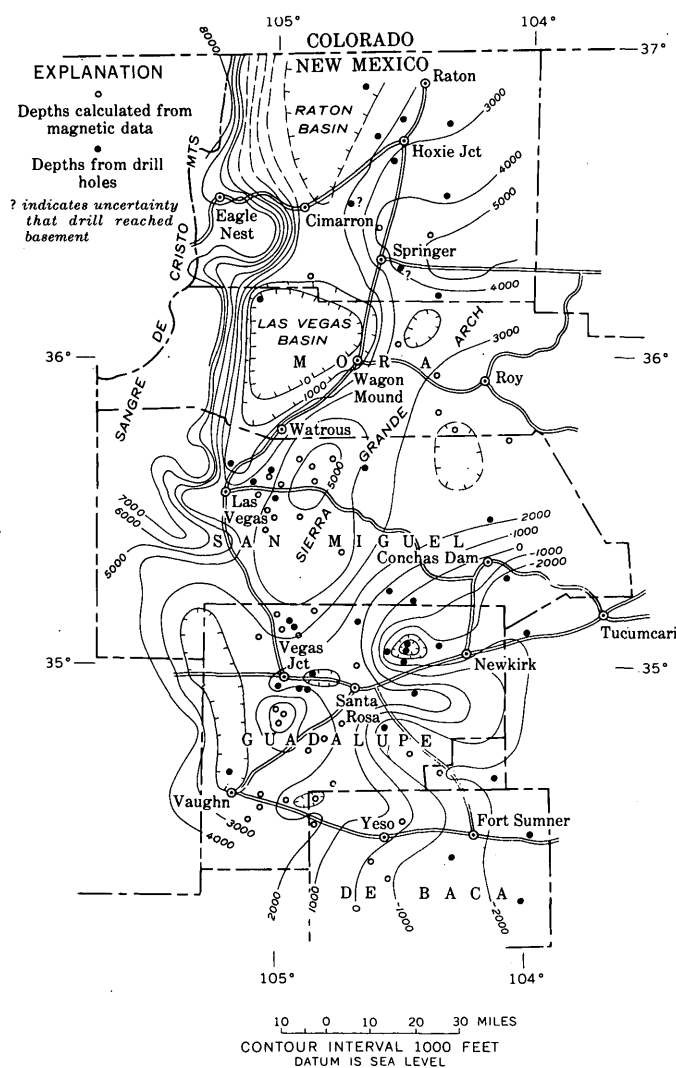 105°
104°
COLORADO
NEW MEXICO
37°
8000
EXPLANATION
Depths calculated from
magnetic data
Depths from drill
holes
? indicates uncertainty
that drill reached
basement
RATON
BASIN
Raton
3000
Hoxie Jct
4000
5000
MTS
Eagle
Nest
Cimarron
?
CRISTO
Springer
?
4000
DE
LAS VEGAS
BASIN
ARCH
3000
36°
M O R A
36°
0
1000
Wagon
Mound
Roy
SANGRE
Watrous
GRANDE
5000
Las
Vegas
7000
6000
5000
SIERRA
2000
1000
0
-1000
-2000
S A N M I G U E L
Conchas Dam
Tucumcari
35°
35°
Vegas
Jct
Newkirk
Santa
Rosa
G U A D A L U P E
Vaughn
3000
4000
Yeso
Fort Sumner
D E B A C A
2000
1000
0
-1000
-2000
105°
104°
10 0 10 20 30 MILES
CONTOUR INTERVAL 1000 FEET
DATUM IS SEA LEVEL